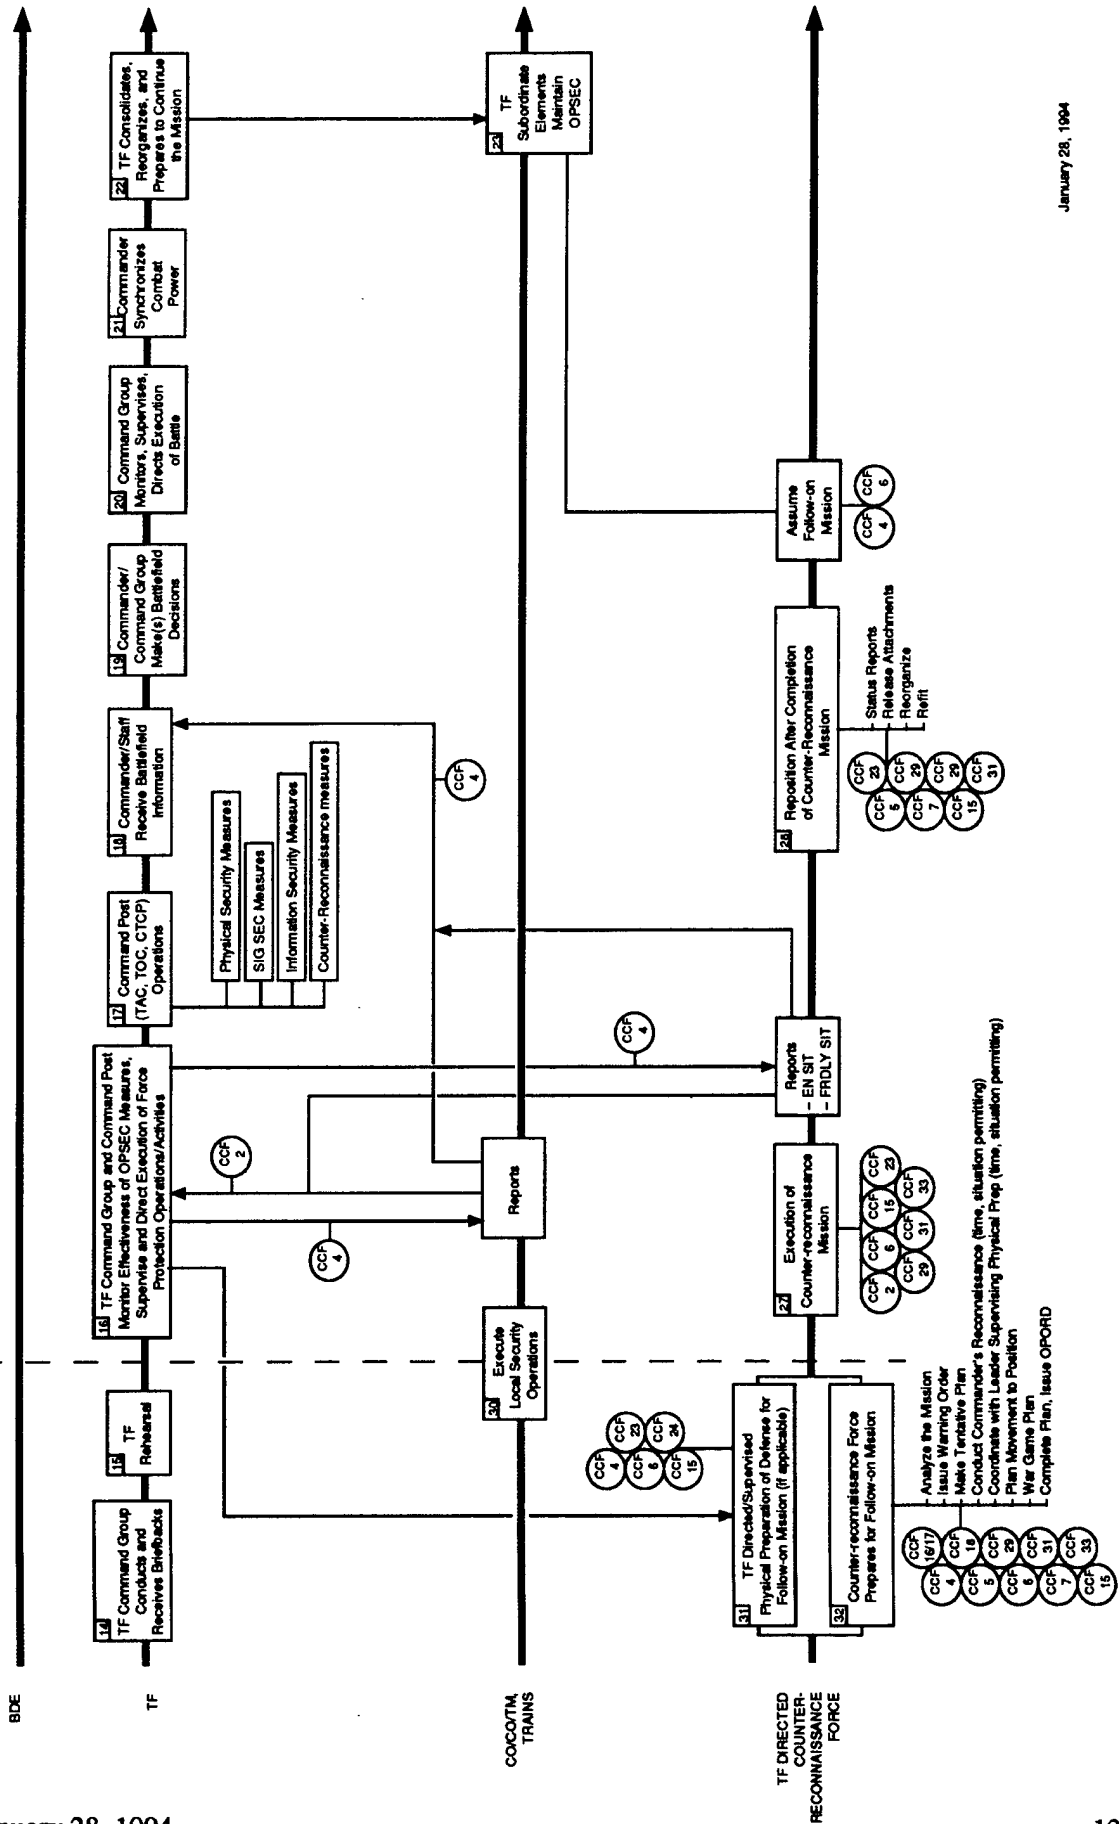 BDE
TF
14
TF Command Group
Conducts and
Receives Briefbacks
15
TF
Rehearsal
16
TF Command Group and Command Post
Monitor Effectiveness of OPSEC Measures,
Supervise and Direct Execution of Force
Protection Operations/Activities
17
Command Post
(TAC, TOC, CTCP)
Operations
Physical Security Measures
SIG SEC Measures
Information Security Measures
Counter-Reconnaissance measures
18
Commander/Staff
Receive Battlefield
Information
19
Commander/
Command Group
Make(s) Battlefield
Decisions
20
Command Group
Monitors, Supervises,
Directs Execution
of Battle
21
Commander
Synchronizes
Combat
Power
22
TF Consolidates,
Reorganizes, and
Prepares to Continue
the Mission
CCF
2
CCF
4
CCF
4
CCF
4
CO/CO/TM,
TRAINS
30
Execute
Local Security
Operations
Reports
23
TF
Subordinate
Elements
Maintain
OPSEC
TF DIRECTED
COUNTER-
RECONNAISSANCE
FORCE
CCF
4
CCF
23
CCF
6
CCF
24
CCF
15
31
TF Directed/Supervised
Physical Preparation of Defense for
Follow-on Mission (if applicable)
32
Counter-reconnaissance Force
Prepares for Follow-on Mission
Analyze the Mission
Issue Warning Order
Make Tentative Plan
Conduct Commander's Reconnaissance (time, situation permitting)
Coordinate with Leader Supervising Physical Prep (time, situation permitting)
Plan Movement to Position
War Game Plan
Complete Plan, Issue OPORD
CCF
16/17
CCF
4
CCF
18
CCF
5
CCF
29
CCF
6
CCF
31
CCF
7
CCF
33
CCF
15
27
Execution of
Counter-reconnaissance
Mission
CCF
2
CCF
6
CCF
15
CCF
23
CCF
29
CCF
31
CCF
33
Reports
– EN SIT
– FRDLY SIT
28
Reposition After Completion
of Counter-Reconnaissance
Mission
Status Reports
Release Attachments
Reorganize
Refit
CCF
23
CCF
5
CCF
29
CCF
7
CCF
29
CCF
15
CCF
31
Assume
Follow-on
Mission
CCF
4
CCF
6
January 28, 1994